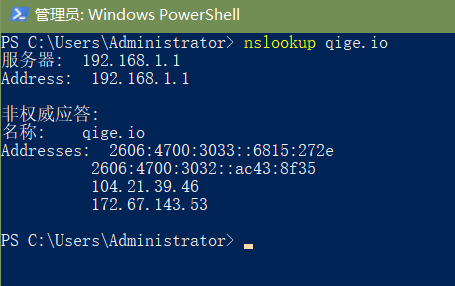 管理员: Windows PowerShell
PS C:\Users\Administrator> nslookup qige.io
服务器:  192.168.1.1
Address:  192.168.1.1

非权威应答:
名称:    qige.io
Addresses:  2606:4700:3033::6815:272e
          2606:4700:3032::ac43:8f35
          104.21.39.46
          172.67.143.53

PS C:\Users\Administrator>